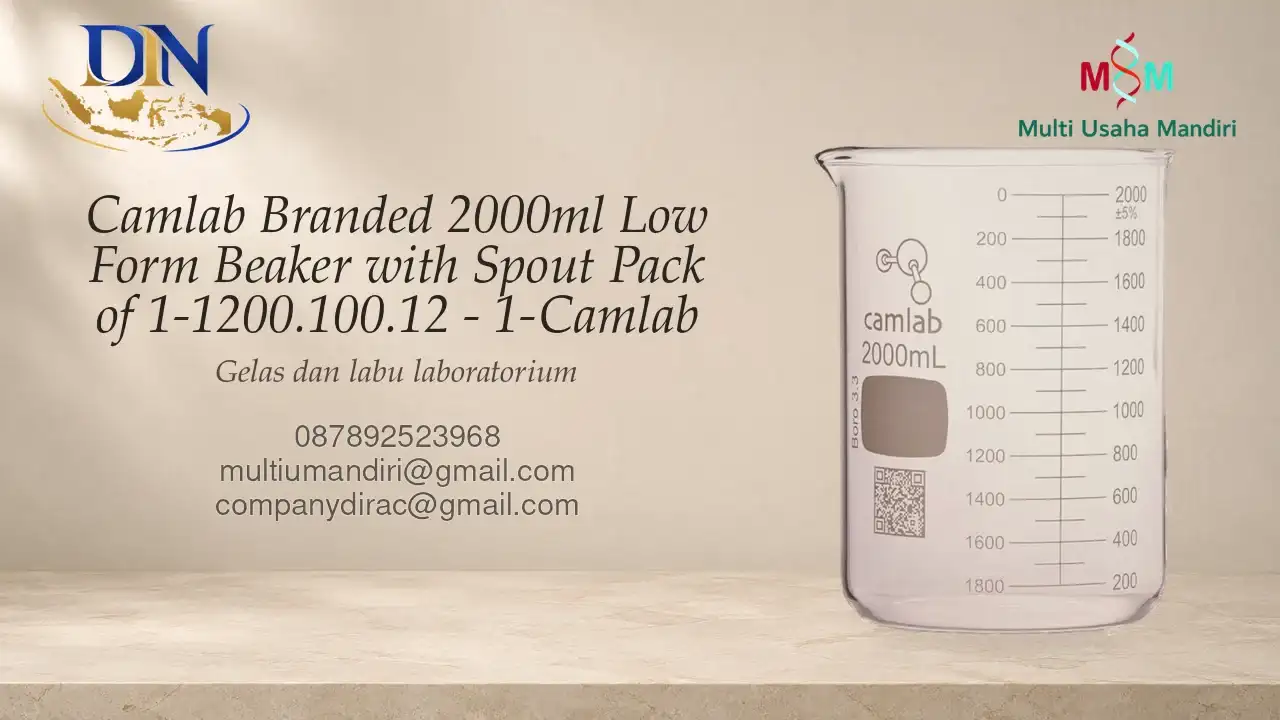 DN
MSM
Multi Usaha Mandiri
Camlab Branded 2000ml Low
Form Beaker with Spout Pack
of 1-1200.100.12 - 1-Camlab
Gelas dan labu laboratorium
087892523968
multiumandiri@gmail.com
companydirac@gmail.com
camlab
2000mL
Boro 3.3
0 2000
±5%
200 1800
400 1600
600 1400
800 1200
1000 1000
1200 800
1400 600
1600 400
1800 200